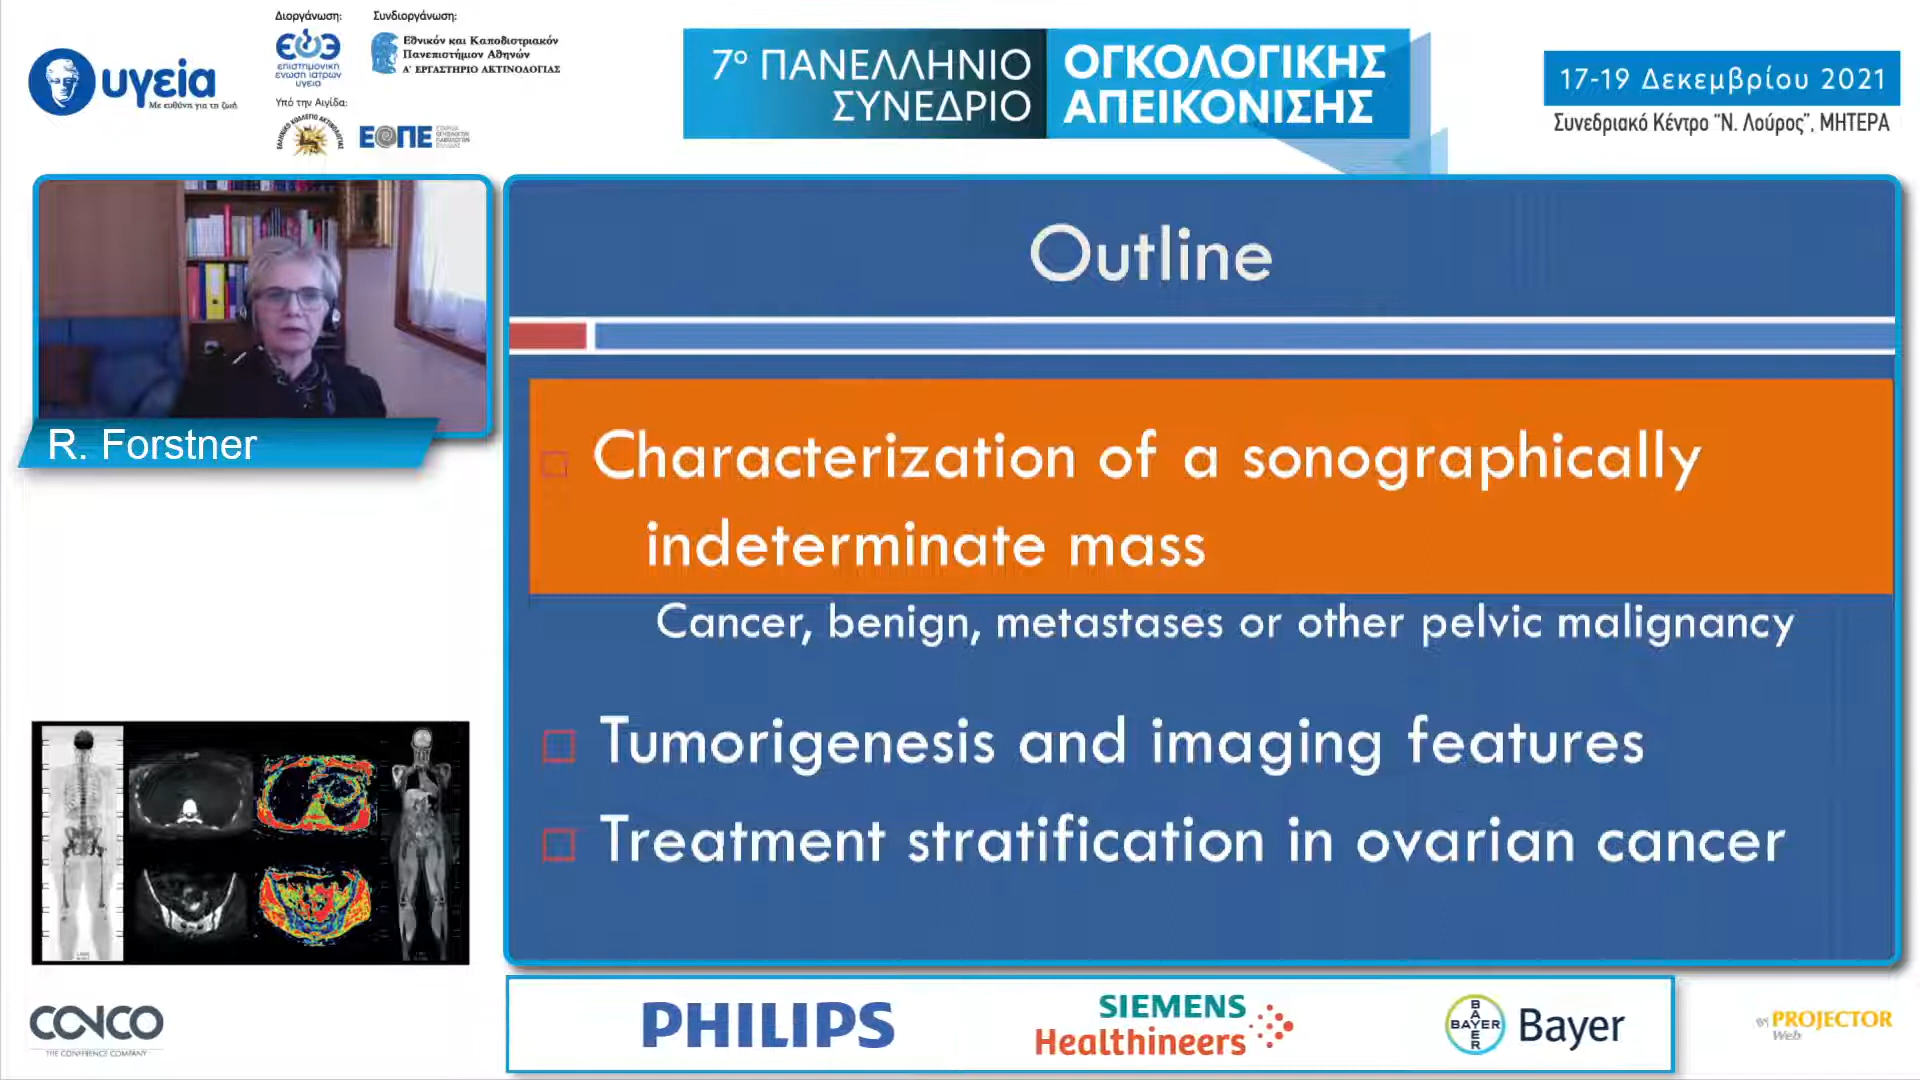 Διοργάνωση:
Συνδιοργάνωση:
υγεία
Με ευθύνη για τη ζωή
επιστημονική
ένωση ιατρών
υγεία
Εθνικόν και Καποδιστριακόν
Πανεπιστήμιον Αθηνών
Α' ΕΡΓΑΣΤΗΡΙΟ ΑΚΤΙΝΟΛΟΓΙΑΣ
Υπό την Αιγίδα:
ΕΟΠΕ
7ο ΠΑΝΕΛΛΗΝΙΟ
ΣΥΝΕΔΡΙΟ
ΟΓΚΟΛΟΓΙΚΗΣ
ΑΠΕΙΚΟΝΙΣΗΣ
17-19 Δεκεμβρίου 2021
Συνεδριακό Κέντρο "Ν. Λούρος", ΜΗΤΕΡΑ
R. Forstner
Outline
Characterization of a sonographically
indeterminate mass
Cancer, benign, metastases or other pelvic malignancy
Tumorigenesis and imaging features
Treatment stratification in ovarian cancer
CONCO
THE CONFERENCE COMPANY
PHILIPS
SIEMENS
Healthineers
BAYER
BAYER
Bayer
BY PROJECTOR
Web